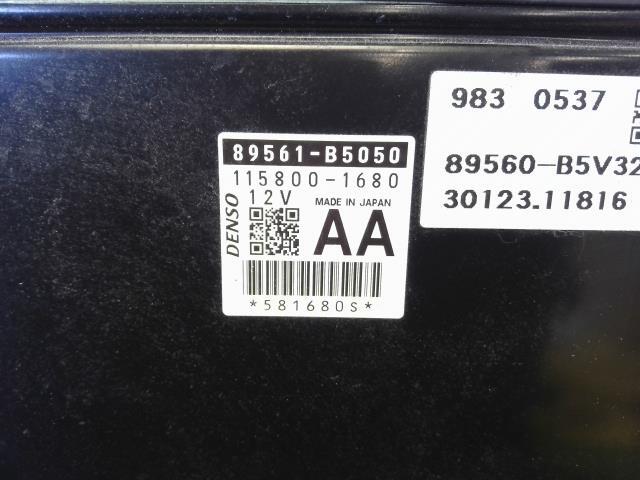 89561-B5050
115800-1680
DENSO
12V MADE IN JAPAN
AA
*581680S*
983 0537
89560-B5V32
30123.11816